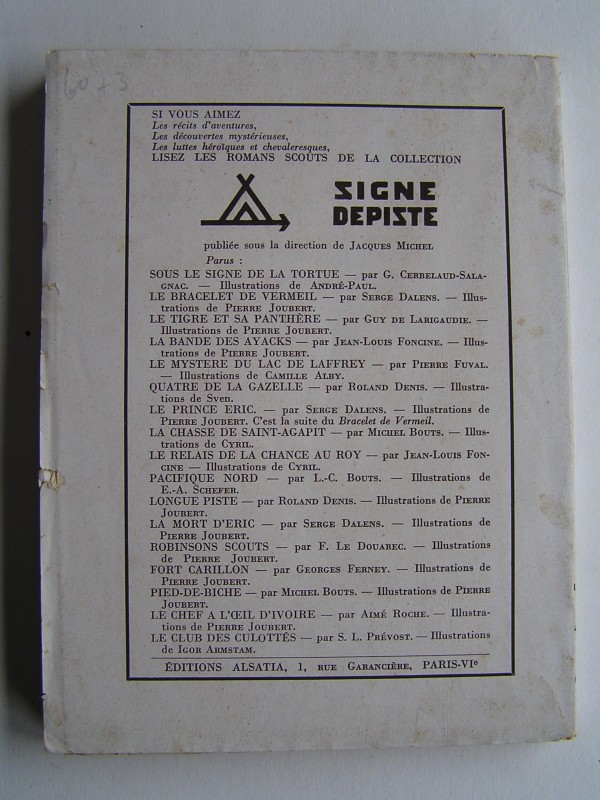 60 + 3
SI VOUS AIMEZ
Les récits d'aventures,
Les découvertes mystérieuses,
Les luttes héroïques et chevaleresques,
LISEZ LES ROMANS SCOUTS DE LA COLLECTION
SIGNE
DEPISTE
publiée sous la direction de JACQUES MICHEL
Parus :
SOUS LE SIGNE DE LA TORTUE — par G. CERBELAUD-SALA-
GNAC. — Illustrations de ANDRÉ-PAUL.
LE BRACELET DE VERMEIL — par SERGE DALENS. — Illus-
trations de PIERRE JOUBERT.
LE TIGRE ET SA PANTHÈRE — par GUY DE LARIGAUDIE. —
Illustrations de PIERRE JOUBERT.
LA BANDE DES AYACKS — par JEAN-LOUIS FONCINE. — Illus-
trations de PIERRE JOUBERT.
LE MYSTERE DU LAC DE LAFFREY — par PIERRE FUVAL.
— Illustrations de CAMILLE ALBY.
QUATRE DE LA GAZELLE — par ROLAND DENIS. — Illustra-
tions de SVEN.
LE PRINCE ERIC. — par SERGE DALENS. — Illustrations de
PIERRE JOUBERT. C'est la suite du Bracelet de Vermeil.
LA CHASSE DE SAINT-AGAPIT — par MICHEL BOUTS. — Illus-
trations de CYRIL.
LE RELAIS DE LA CHANCE AU ROY — par JEAN-LOUIS FON-
CINE — Illustrations de CYRIL.
PACIFIQUE NORD — par L.-C. BOUTS. — Illustrations de
E.-A. SCHEFER.
LONGUE PISTE — par ROLAND DENIS. — Illustrations de PIERRE
JOUBERT.
LA MORT D'ERIC — par SERGE DALENS. — Illustrations de
PIERRE JOUBERT.
ROBINSONS SCOUTS — par F. LE DOUAREC. — Illustrations
de PIERRE JOUBERT.
FORT CARILLON — par GEORGES FERNEY. — Illustrations de
PIERRE JOUBERT.
PIED-DE-BICHE — par MICHEL BOUTS. — Illustrations de PIERRE
JOUBERT.
LE CHEF A L'ŒIL D'IVOIRE — par AIMÉ ROCHE. — Illustra-
tions de PIERRE JOUBERT.
LE CLUB DES CULOTTÉS — par S. L. PRÉVOST. — Illustrations
de IGOR ARMSTAM.
ÉDITIONS ALSATIA, 1, RUE GARANCIÈRE, PARIS-VIe